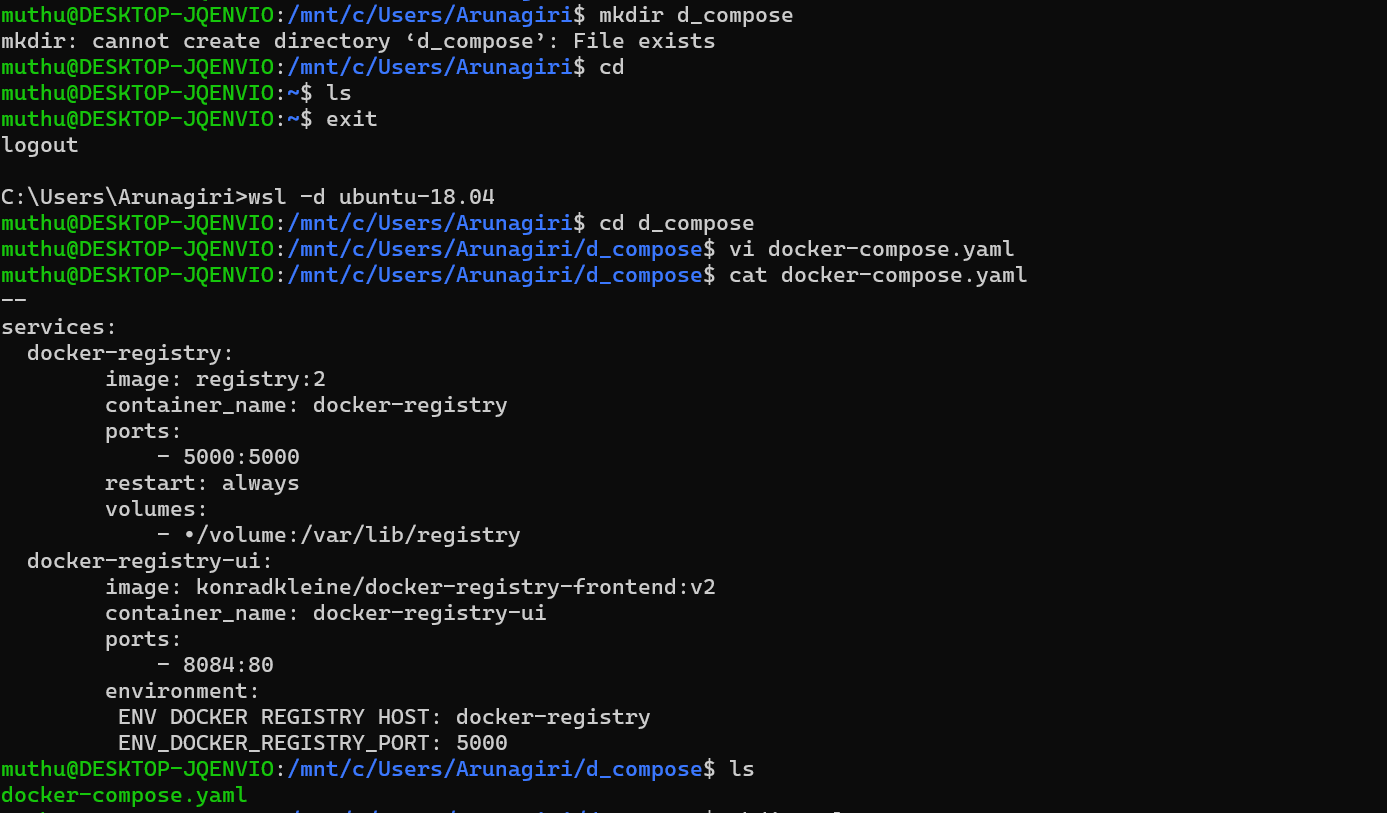 muthu@DESKTOP-JQENVIO:/mnt/c/Users/Arunagiri$ mkdir d_compose
mkdir: cannot create directory ‘d_compose’: File exists
muthu@DESKTOP-JQENVIO:/mnt/c/Users/Arunagiri$ cd
muthu@DESKTOP-JQENVIO:~$ ls
muthu@DESKTOP-JQENVIO:~$ exit
logout
C:\Users\Arunagiri>wsl -d ubuntu-18.04
muthu@DESKTOP-JQENVIO:/mnt/c/Users/Arunagiri$ cd d_compose
muthu@DESKTOP-JQENVIO:/mnt/c/Users/Arunagiri/d_compose$ vi docker-compose.yaml
muthu@DESKTOP-JQENVIO:/mnt/c/Users/Arunagiri/d_compose$ cat docker-compose.yaml
--
services:
  docker-registry:
        image: registry:2
        container_name: docker-registry
        ports:
            - 5000:5000
        restart: always
        volumes:
            - •/volume:/var/lib/registry
  docker-registry-ui:
        image: konradkleine/docker-registry-frontend:v2
        container_name: docker-registry-ui
        ports:
            - 8084:80
        environment:
         ENV DOCKER REGISTRY HOST: docker-registry
         ENV_DOCKER_REGISTRY_PORT: 5000
muthu@DESKTOP-JQENVIO:/mnt/c/Users/Arunagiri/d_compose$ ls
docker-compose.yaml